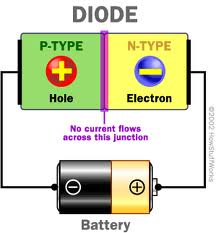 DIODE
P-TYPE N-TYPE
+ −
Hole Electron
No current flows
across this junction
− +
Battery
©2002 HowStuffWorks